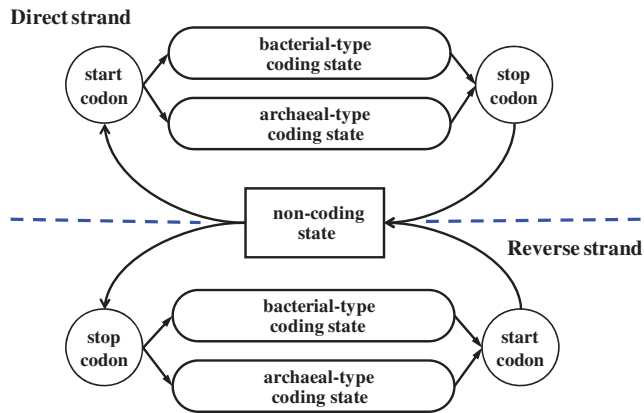 Direct strand
start
codon
bacterial-type
coding state
archaeal-type
coding state
stop
codon
non-coding
state
Reverse strand
stop
codon
bacterial-type
coding state
archaeal-type
coding state
start
codon